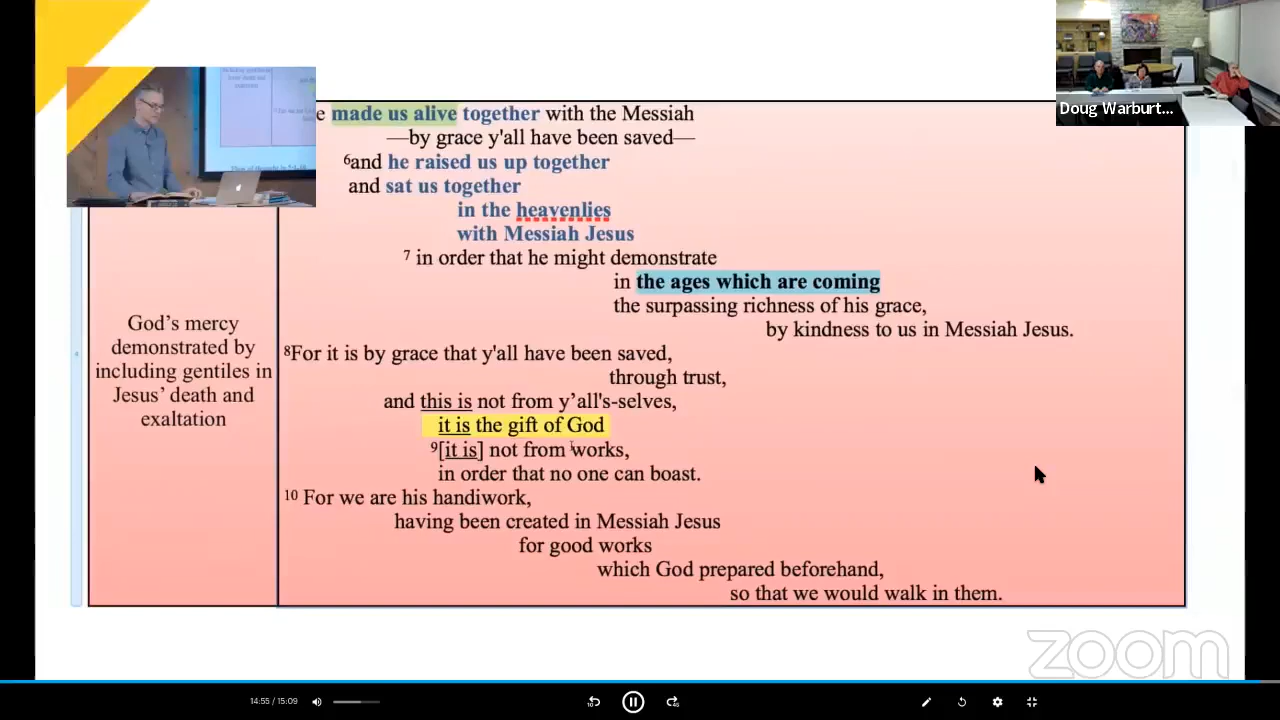 Doug Warburt...
e made us alive together with the Messiah
—by grace y'all have been saved—
6and he raised us up together
and sat us together
in the heavenlies
with Messiah Jesus
7 in order that he might demonstrate
in the ages which are coming
the surpassing richness of his grace,
by kindness to us in Messiah Jesus.
God's mercy
demonstrated by
including gentiles in
Jesus' death and
exaltation
8For it is by grace that y'all have been saved,
through trust,
and this is not from y'all's-selves,
it is the gift of God
9[it is] not from works,
in order that no one can boast.
10 For we are his handiwork,
having been created in Messiah Jesus
for good works
which God prepared beforehand,
so that we would walk in them.
zoom
14:55 / 15:09
10
45